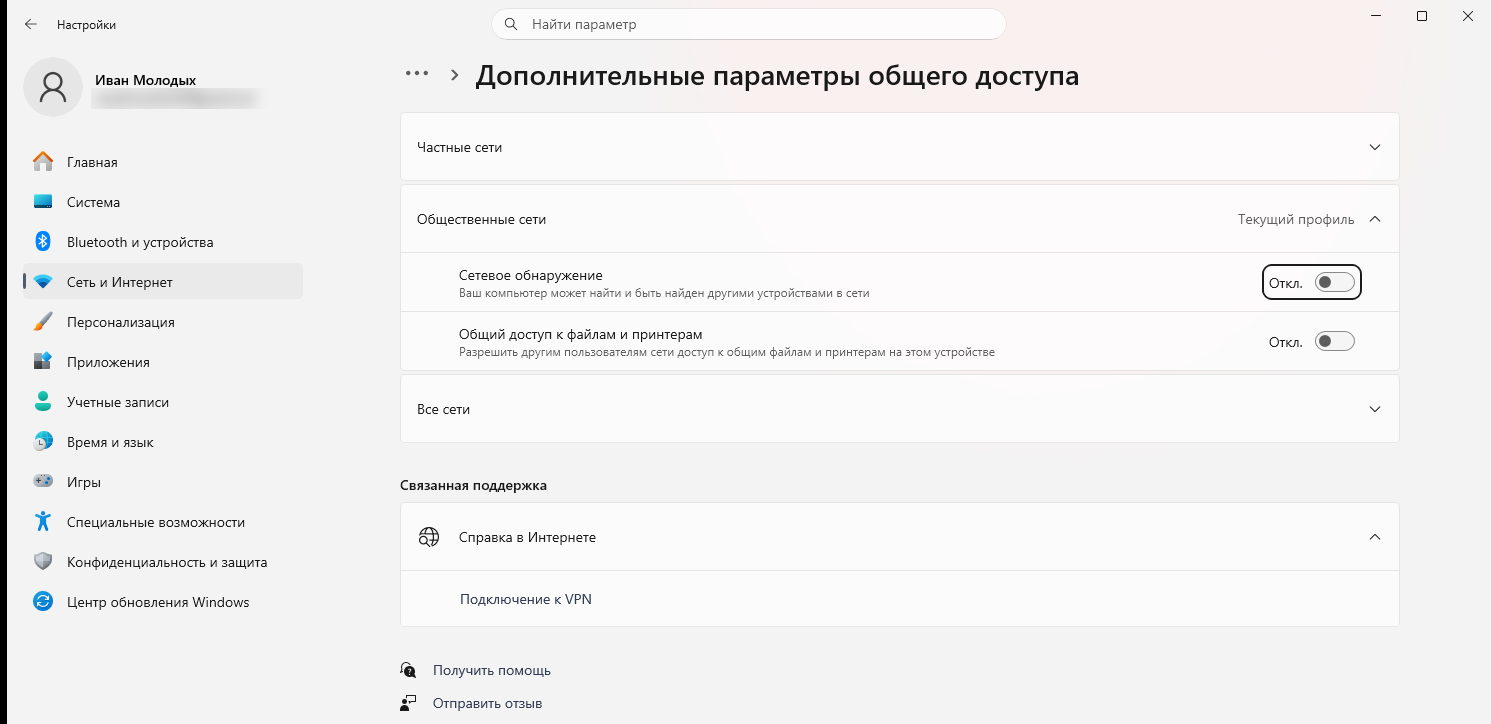 Настройки
Найти параметр
Иван Молодых
Главная
Система
Bluetooth и устройства
Сеть и Интернет
Персонализация
Приложения
Учетные записи
Время и язык
Игры
Специальные возможности
Конфиденциальность и защита
Центр обновления Windows
Дополнительные параметры общего доступа
Частные сети
Общественные сети
Текущий профиль
Сетевое обнаружение
Ваш компьютер может найти и быть найден другими устройствами в сети
Откл.
Общий доступ к файлам и принтерам
Разрешить другим пользователям сети доступ к общим файлам и принтерам на этом устройстве
Откл.
Все сети
Связанная поддержка
Справка в Интернете
Подключение к VPN
Получить помощь
Отправить отзыв